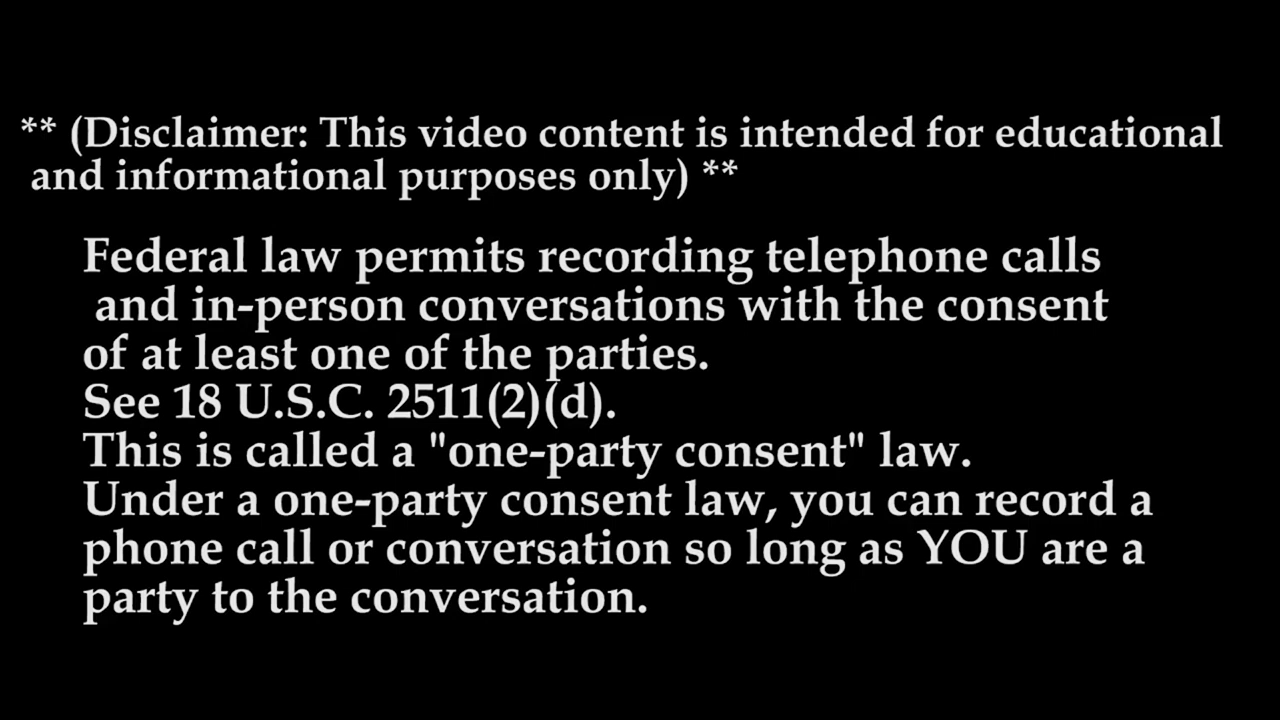 ** (Disclaimer: This video content is intended for educational
and informational purposes only) **
Federal law permits recording telephone calls
and in-person conversations with the consent
of at least one of the parties.
See 18 U.S.C. 2511(2)(d).
This is called a "one-party consent" law.
Under a one-party consent law, you can record a
phone call or conversation so long as YOU are a
party to the conversation.